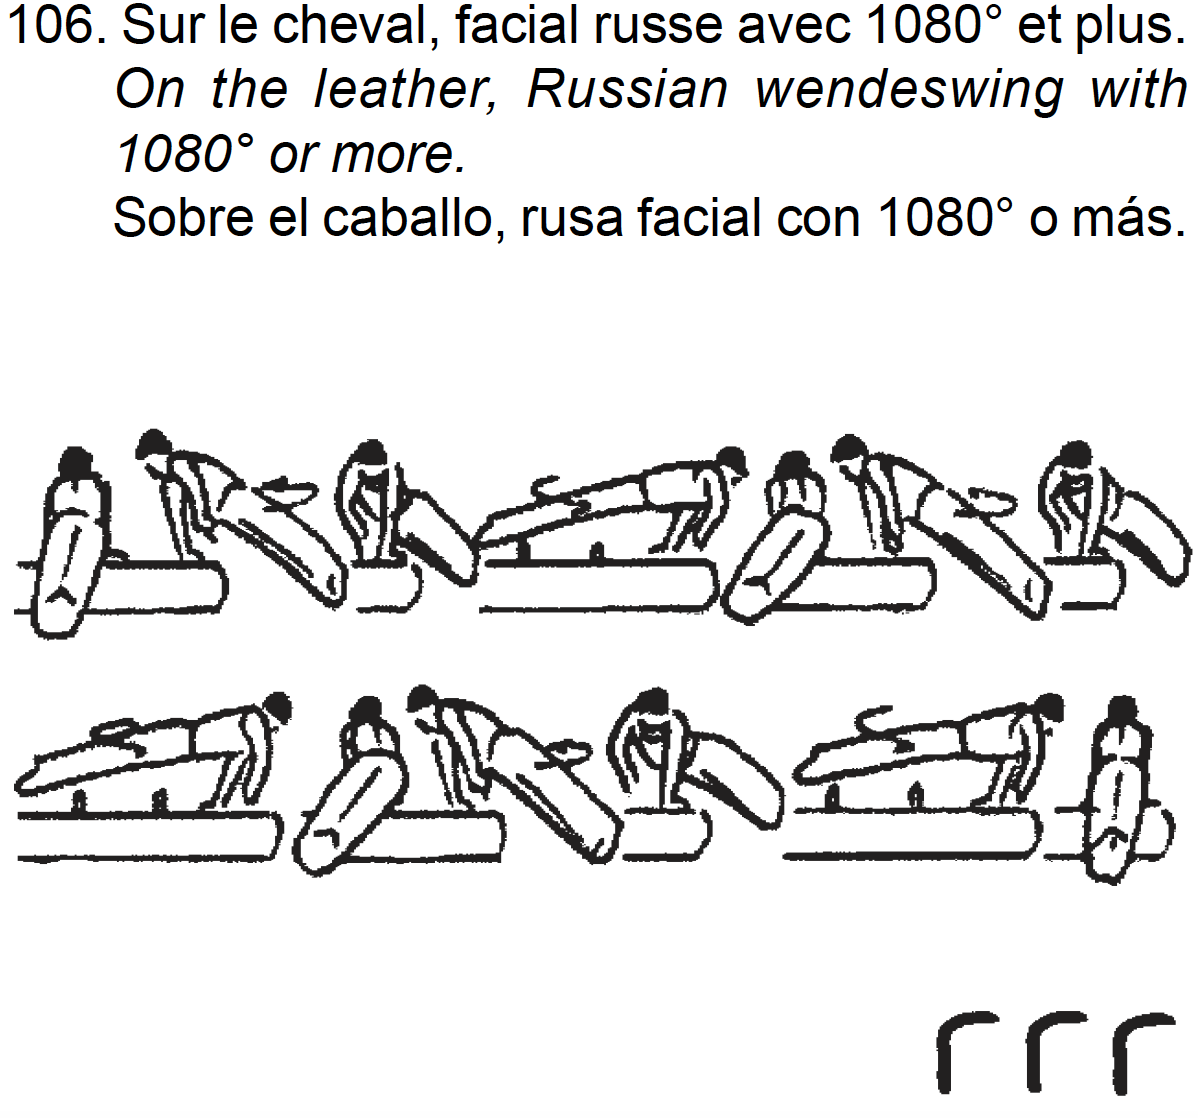 106. Sur le cheval, facial russe avec 1080° et plus.
On the leather, Russian wendeswing with
1080° or more.
Sobre el caballo, rusa facial con 1080° o más.